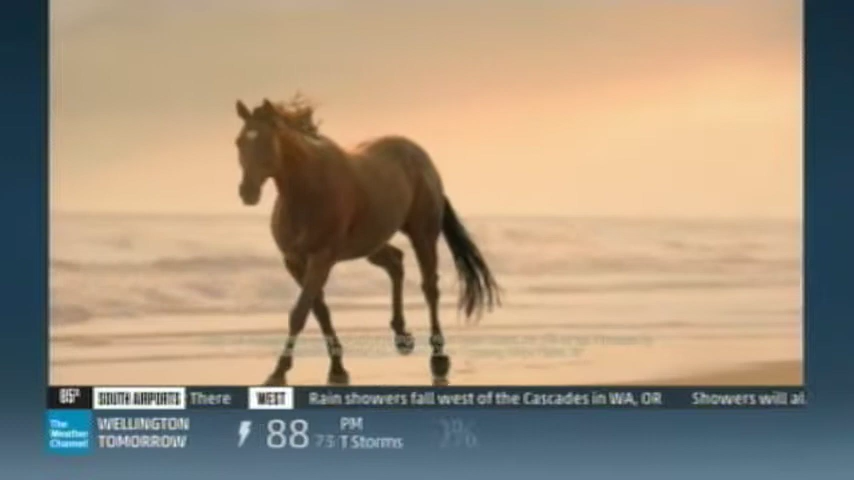 85°
SOUTH AIRPORTS There WEST Rain showers fall west of the Cascades in WA, OR Showers will al
The
Weather
Channel
WELLINGTON
TOMORROW
88 73
PM
T Storms